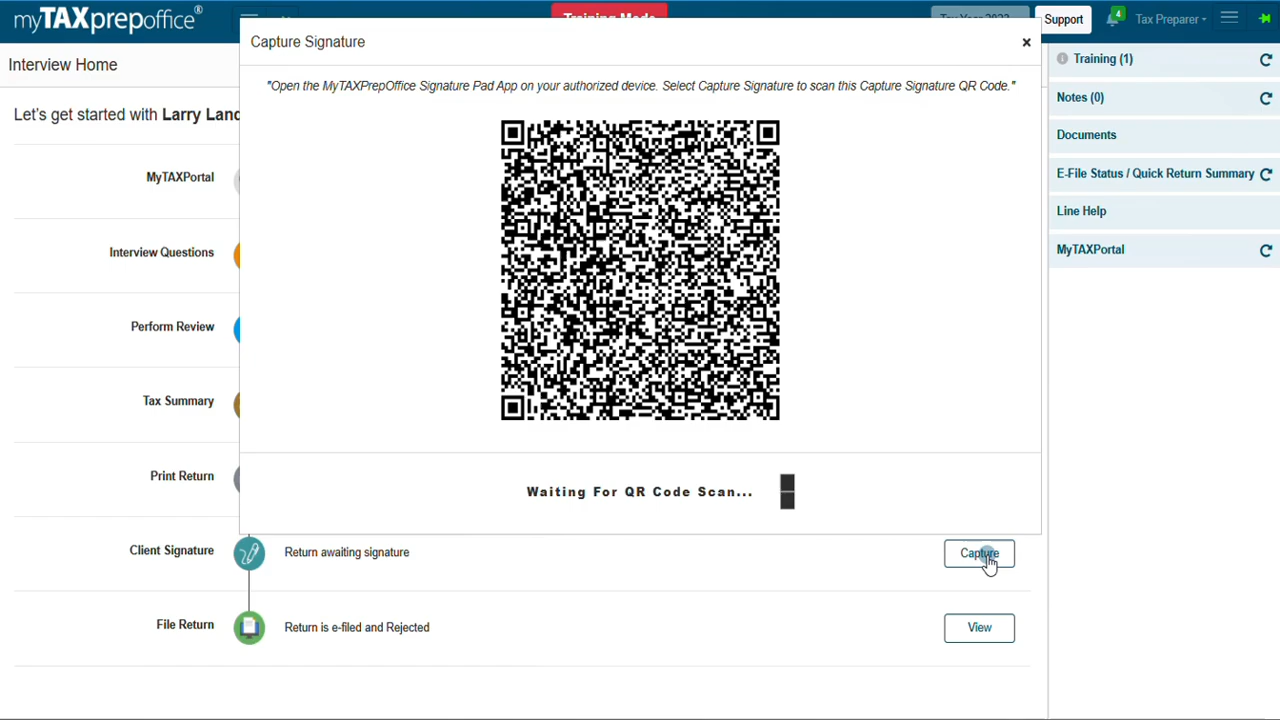 myTAXprepoffice®
Training Mode
Tax Year 2023
Support
4
Tax Preparer
Interview Home
Capture Signature
×
Training (1)
"Open the MyTAXPrepOffice Signature Pad App on your authorized device. Select Capture Signature to scan this Capture Signature QR Code."
Notes (0)
Let's get started with Larry Land
Documents
MyTAXPortal
E-File Status / Quick Return Summary
Line Help
Interview Questions
MyTAXPortal
Perform Review
Tax Summary
Print Return
Waiting For QR Code Scan...
Client Signature
Return awaiting signature
Capture
File Return
Return is e-filed and Rejected
View